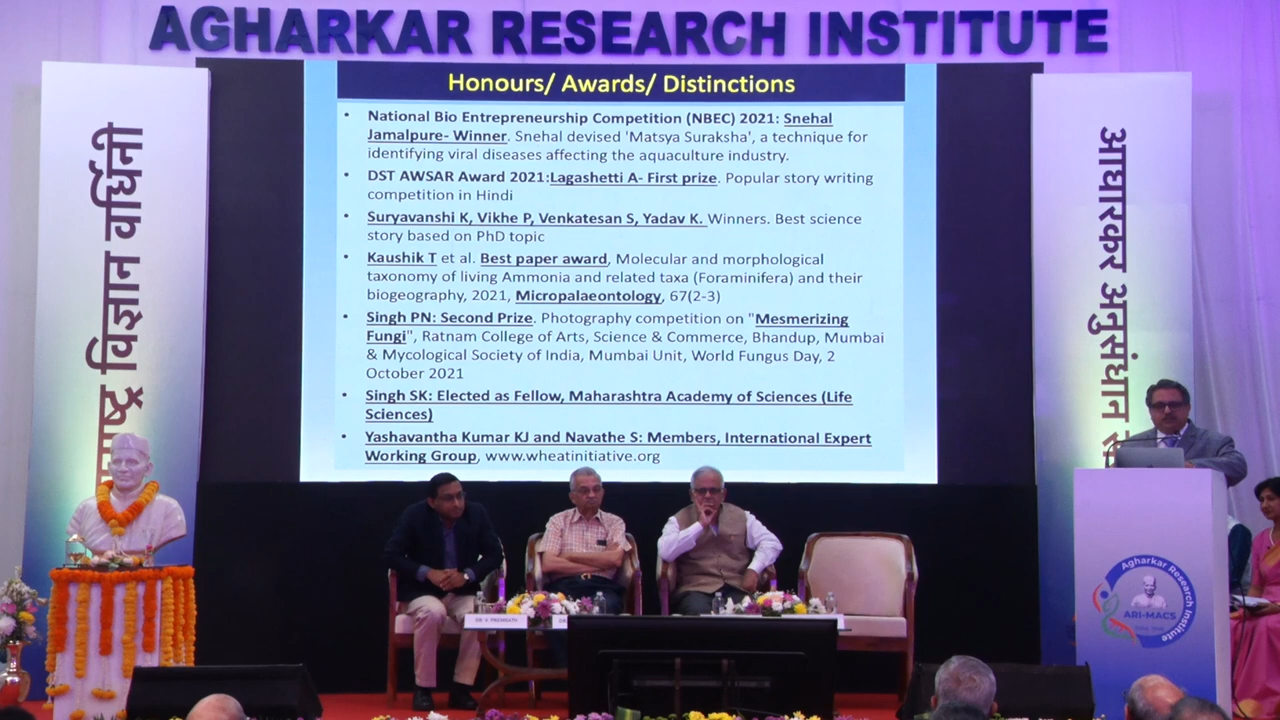 AGHARKAR RESEARCH INSTITUTE
राष्ट्र विज्ञान वर्धिनी
Honours/ Awards/ Distinctions
• National Bio Entrepreneurship Competition (NBEC) 2021: Snehal
Jamalpure- Winner. Snehal devised 'Matsya Suraksha', a technique for
identifying viral diseases affecting the aquaculture industry.
• DST AWSAR Award 2021:Lagashetti A- First prize. Popular story writing
competition in Hindi
• Suryavanshi K, Vikhe P, Venkatesan S, Yadav K. Winners. Best science
story based on PhD topic
• Kaushik T et al. Best paper award, Molecular and morphological
taxonomy of living Ammonia and related taxa (Foraminifera) and their
biogeography, 2021, Micropalaeontology, 67(2-3)
• Singh PN: Second Prize. Photography competition on "Mesmerizing
Fungi", Ratnam College of Arts, Science & Commerce, Bhandup, Mumbai
& Mycological Society of India, Mumbai Unit, World Fungus Day, 2
October 2021
• Singh SK: Elected as Fellow, Maharashtra Academy of Sciences (Life
Sciences)
• Yashavantha Kumar KJ and Navathe S: Members, International Expert
Working Group, www.wheatinitiative.org
आघारकर अनुसंधान
DR V PREMNATH
Agharkar Research Institute
ARI-MACS